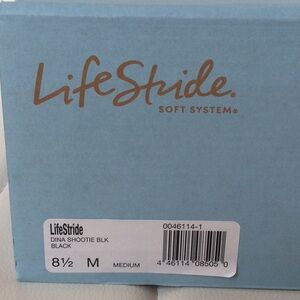 LifeStride.
SOFT SYSTEM®
LifeStride
0046114-1
DINA SHOOTIE BLK
BLACK
8½ M MEDIUM
4 46114 08505 0